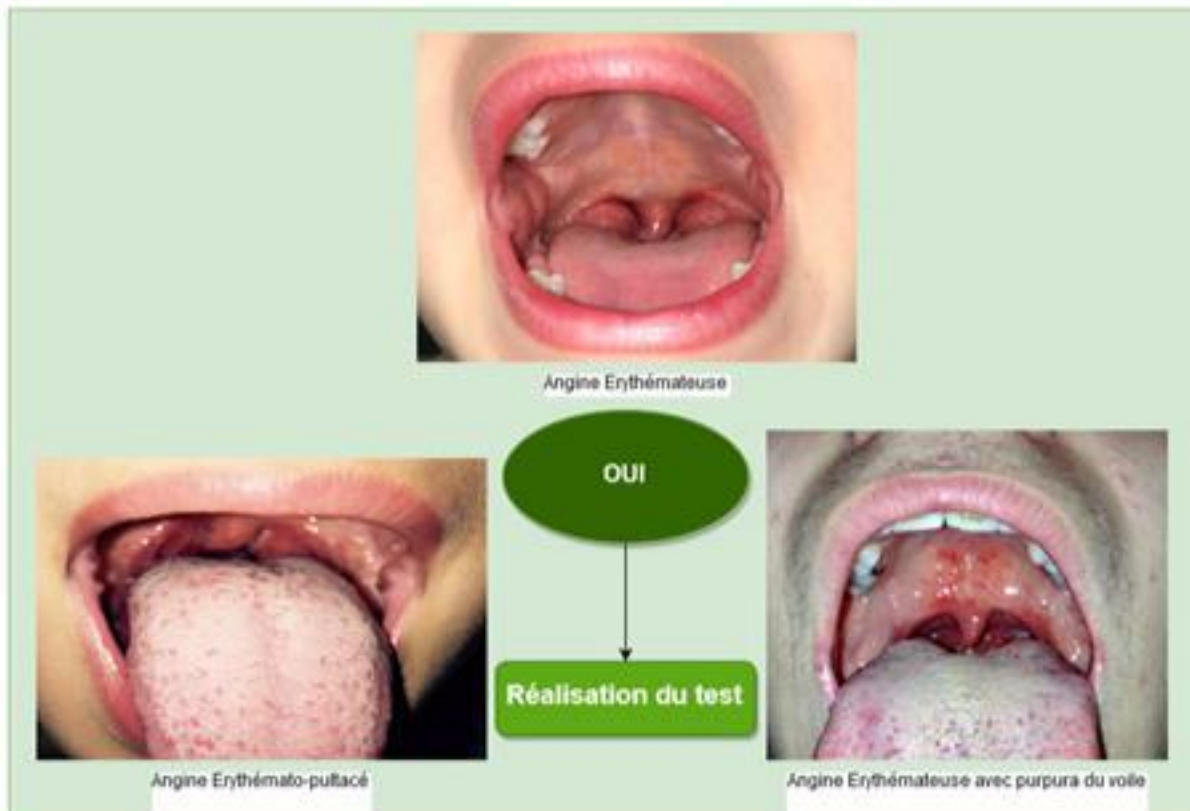 Angine Erythémateuse
OUI
Réalisation du test
Angine Erythémato-pultacé
Angine Erythémateuse avec purpura du voile